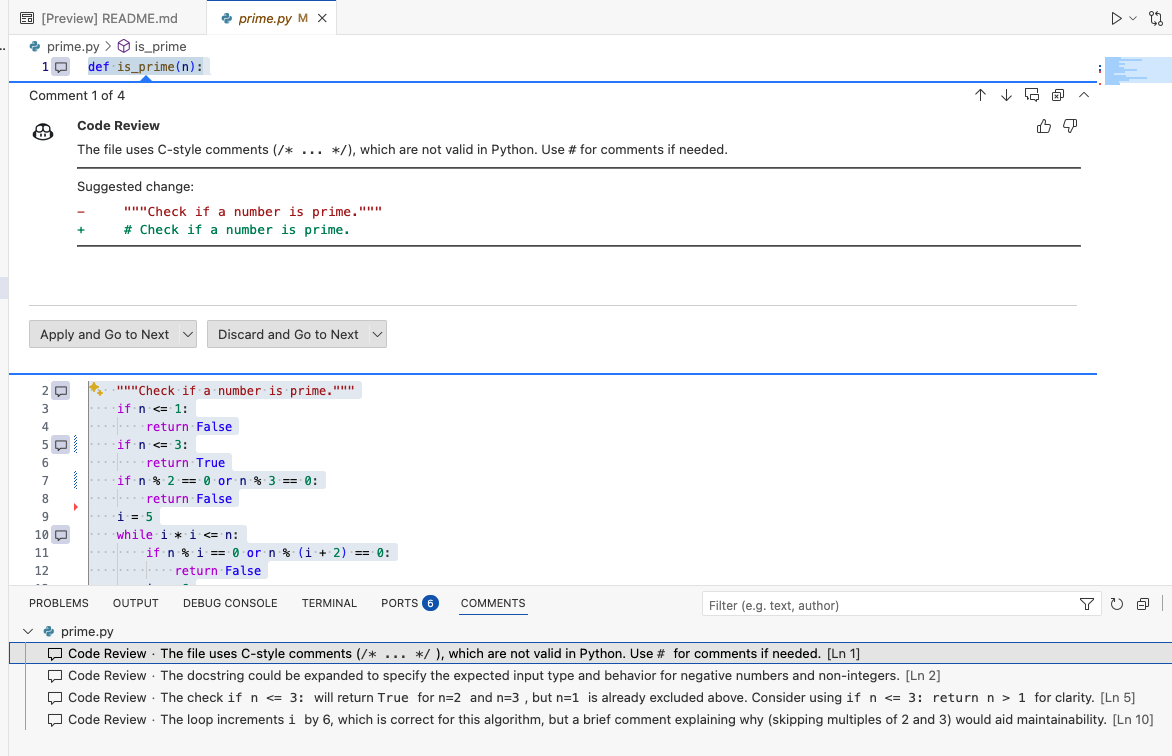 [Preview] README.md
prime.py M
prime.py > is_prime
1 def is_prime(n):
Comment 1 of 4
Code Review
The file uses C-style comments (/* ... */), which are not valid in Python. Use # for comments if needed.
Suggested change:
- """Check if a number is prime."""
+ # Check if a number is prime.
Apply and Go to Next
Discard and Go to Next
2 """Check if a number is prime."""
3 if n <= 1:
4 return False
5 if n <= 3:
6 return True
7 if n % 2 == 0 or n % 3 == 0:
8 return False
9 i = 5
10 while i * i <= n:
11 if n % i == 0 or n % (i + 2) == 0:
12 return False
PROBLEMS OUTPUT DEBUG CONSOLE TERMINAL PORTS 6 COMMENTS
Filter (e.g. text, author)
prime.py
Code Review · The file uses C-style comments (/* ... */ ), which are not valid in Python. Use # for comments if needed. [Ln 1]
Code Review · The docstring could be expanded to specify the expected input type and behavior for negative numbers and non-integers. [Ln 2]
Code Review · The check if n <= 3: will return True for n=2 and n=3 , but n=1 is already excluded above. Consider using if n <= 3: return n > 1 for clarity. [Ln 5]
Code Review · The loop increments i by 6, which is correct for this algorithm, but a brief comment explaining why (skipping multiples of 2 and 3) would aid maintainability. [Ln 10]